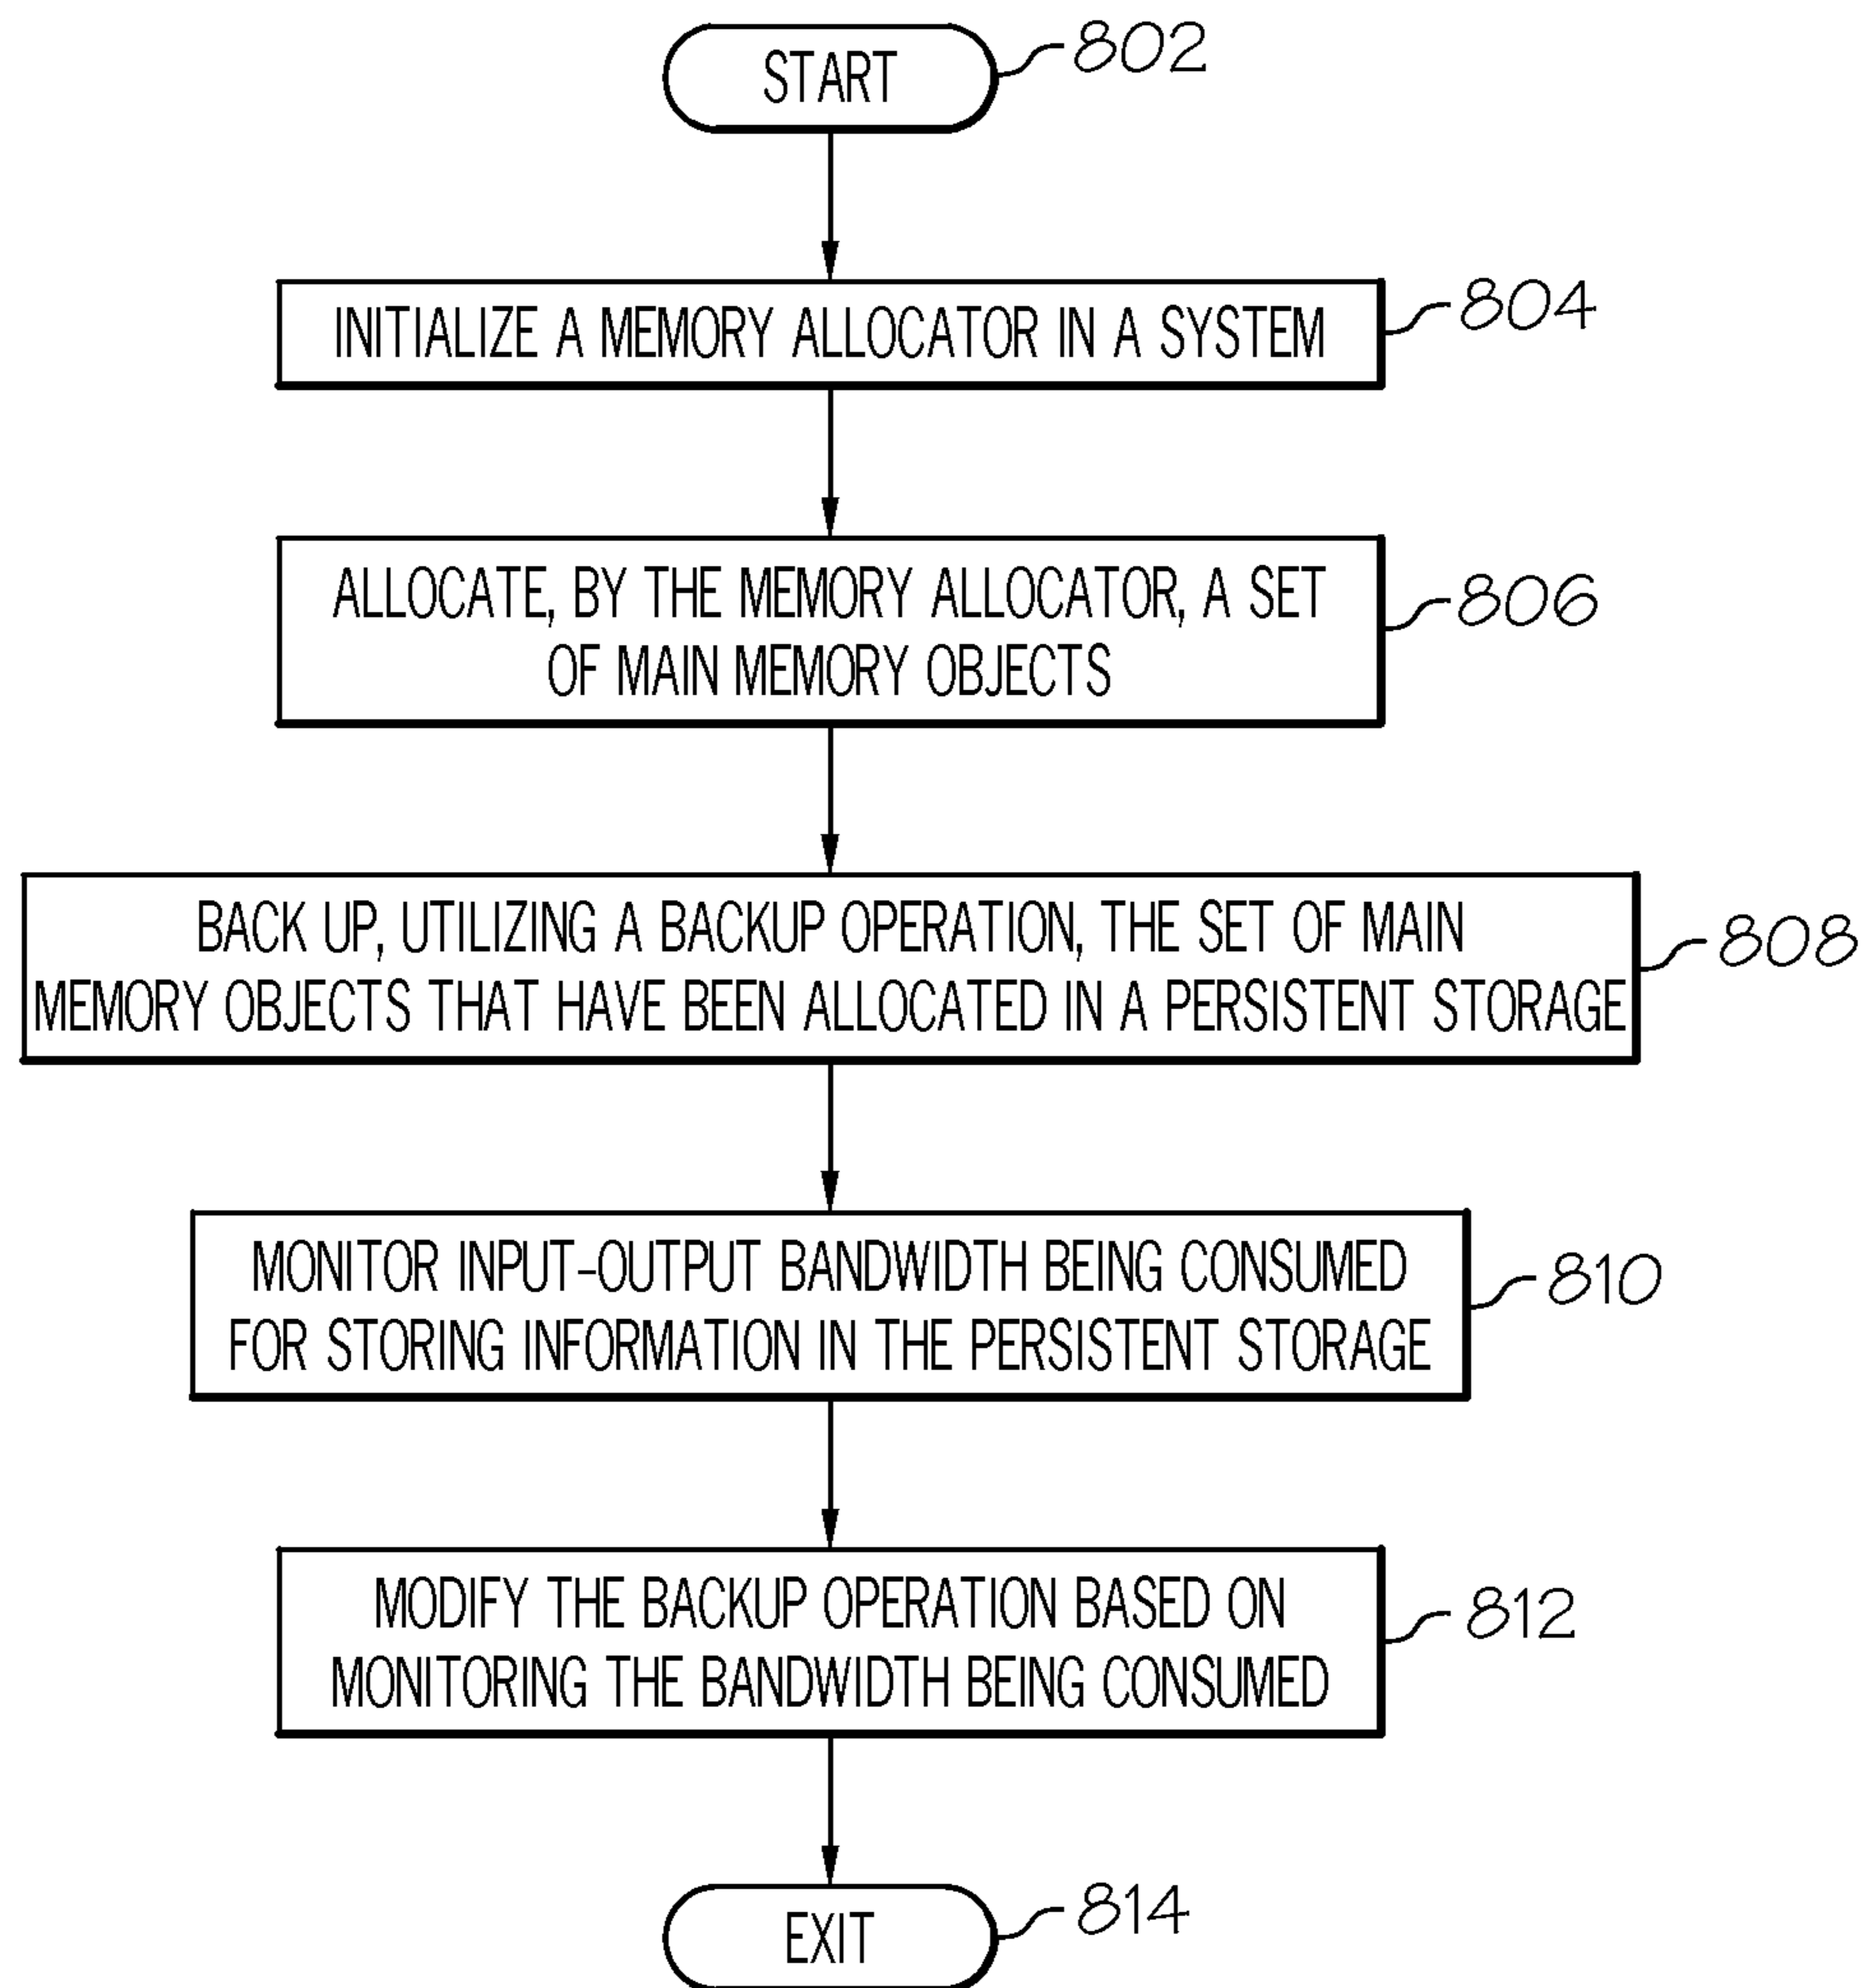 START
802
INITIALIZE A MEMORY ALLOCATOR IN A SYSTEM
804
ALLOCATE, BY THE MEMORY ALLOCATOR, A SET
OF MAIN MEMORY OBJECTS
806
BACK UP, UTILIZING A BACKUP OPERATION, THE SET OF MAIN
MEMORY OBJECTS THAT HAVE BEEN ALLOCATED IN A PERSISTENT STORAGE
808
MONITOR INPUT-OUTPUT BANDWIDTH BEING CONSUMED
FOR STORING INFORMATION IN THE PERSISTENT STORAGE
810
MODIFY THE BACKUP OPERATION BASED ON
MONITORING THE BANDWIDTH BEING CONSUMED
812
EXIT
814